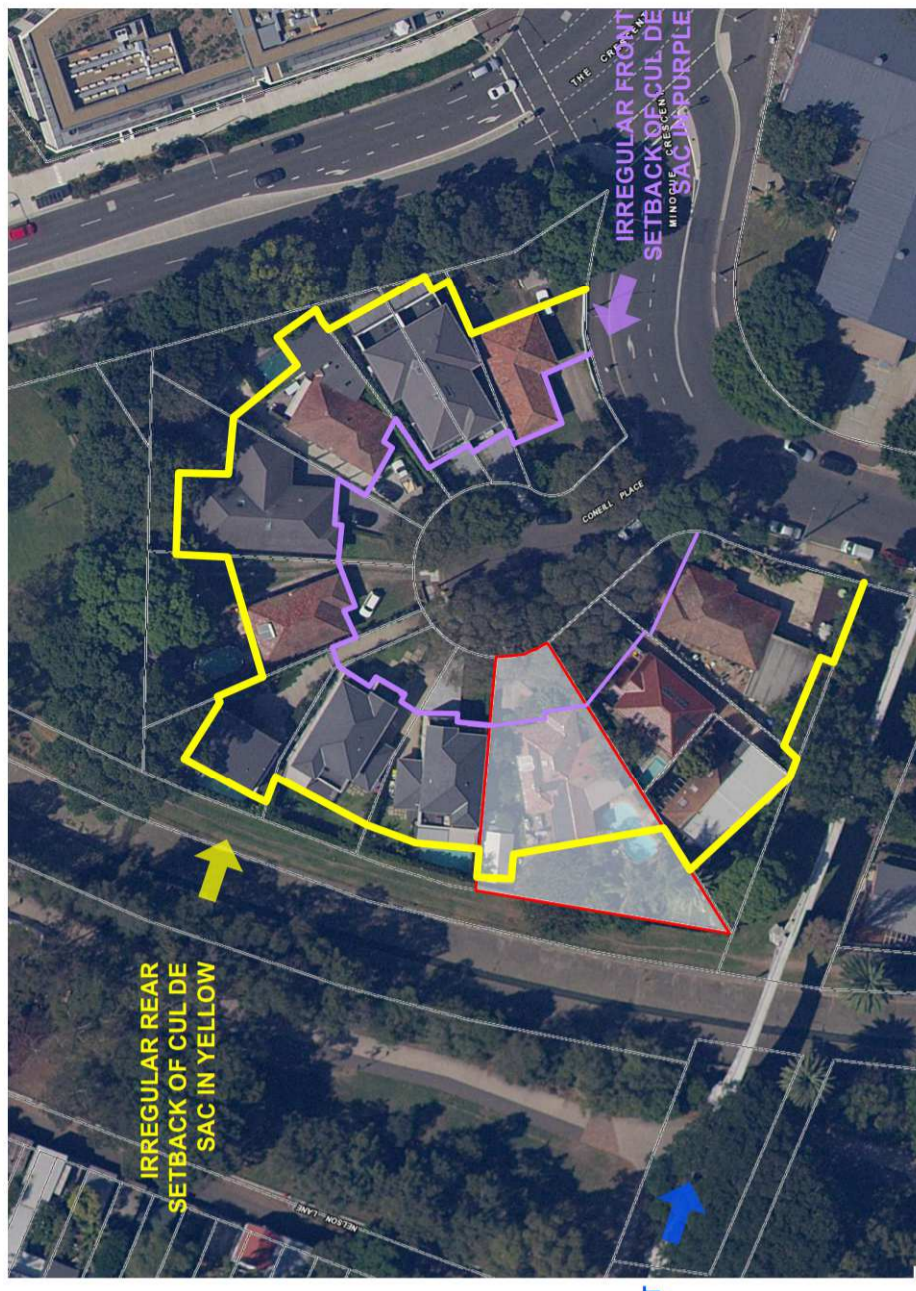 THE CRESCENT
IRREGULAR FRONT
SETBACK OF CUL DE
SAC IN PURPLE
MINOGUE CRESCENT
CONEILL PLACE
IRREGULAR REAR
SETBACK OF CUL DE
SAC IN YELLOW
NELSON LANE